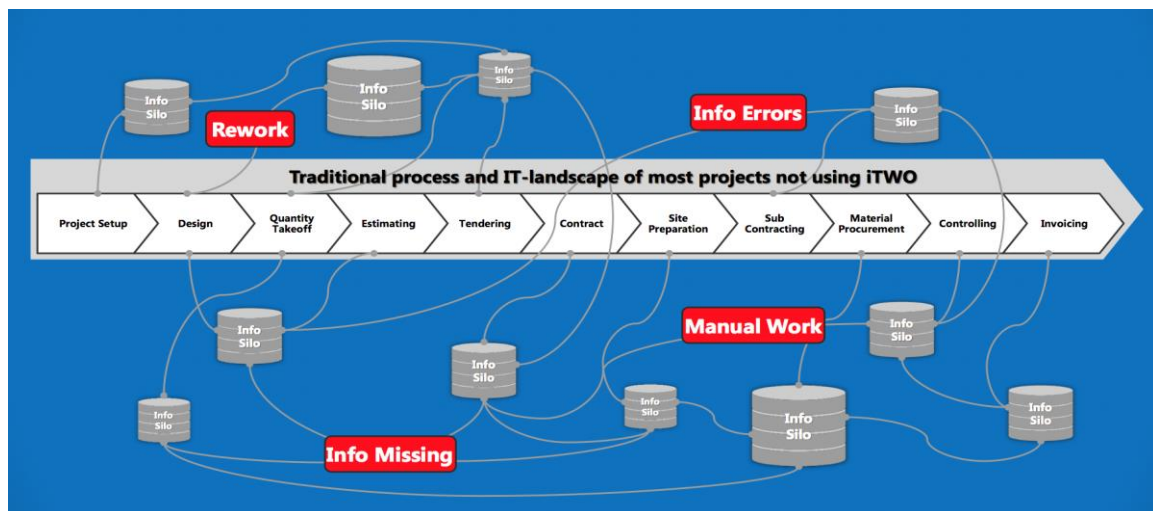 Info
Silo
Info
Silo
Info
Silo
Rework
Info Errors
Info
Silo
Traditional process and IT-landscape of most projects not using iTWO
Project Setup
Design
Quantity
Takeoff
Estimating
Tendering
Contract
Site
Preparation
Sub
Contracting
Material
Procurement
Controlling
Invoicing
Info
Silo
Manual Work
Info
Silo
Info
Silo
Info
Silo
Info
Silo
Info
Silo
Info
Silo
Info Missing